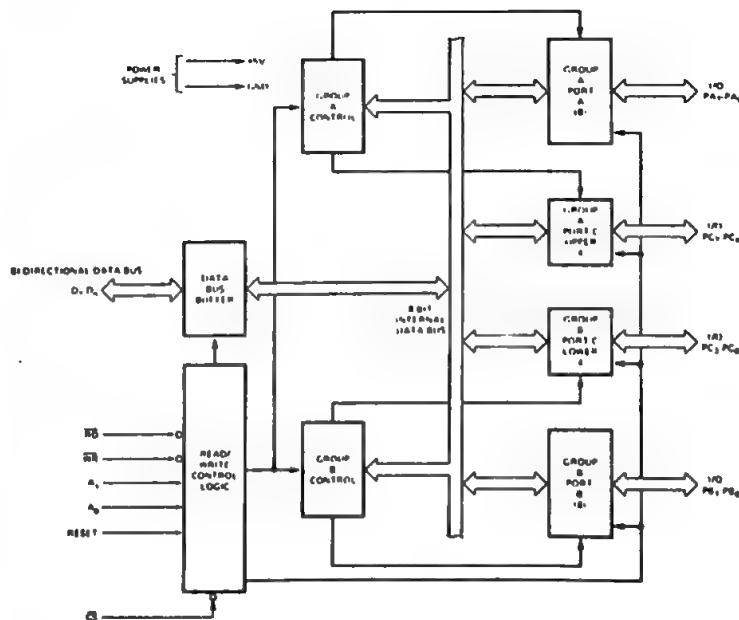 POWER
SUPPLIES
+5V
GND
GROUP
A
CONTROL
GROUP
A
PORT
A
(8)
I/O
PA7-PA0
GROUP
A
PORT C
UPPER
4
I/O
PC7-PC4
BI DIRECTIONAL DATA BUS
D7 D0
DATA
BUS
BUFFER
8 BIT
INTERNAL
DATA BUS
GROUP
B
PORT C
LOWER
4
I/O
PC3-PC0
RD
WR
A1
A0
RESET
CS
READ/
WRITE
CONTROL
LOGIC
GROUP
B
CONTROL
GROUP
B
PORT
B
(8)
I/O
PB7-PB0